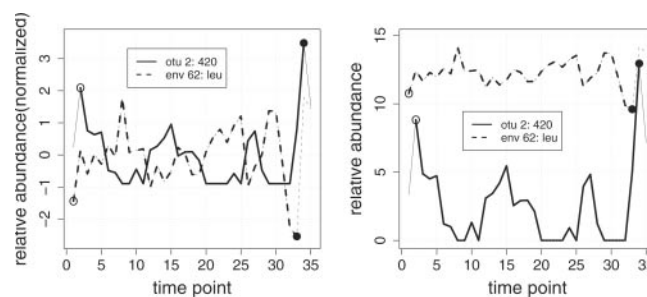 relative abundance(normalized)
3
2
1
0
−1
−2
otu 2: 420
env 62: leu
0 5 10 15 20 25 30 35
time point
relative abundance
15
10
5
0
otu 2: 420
env 62: leu
0 5 10 15 20 25 30 35
time point